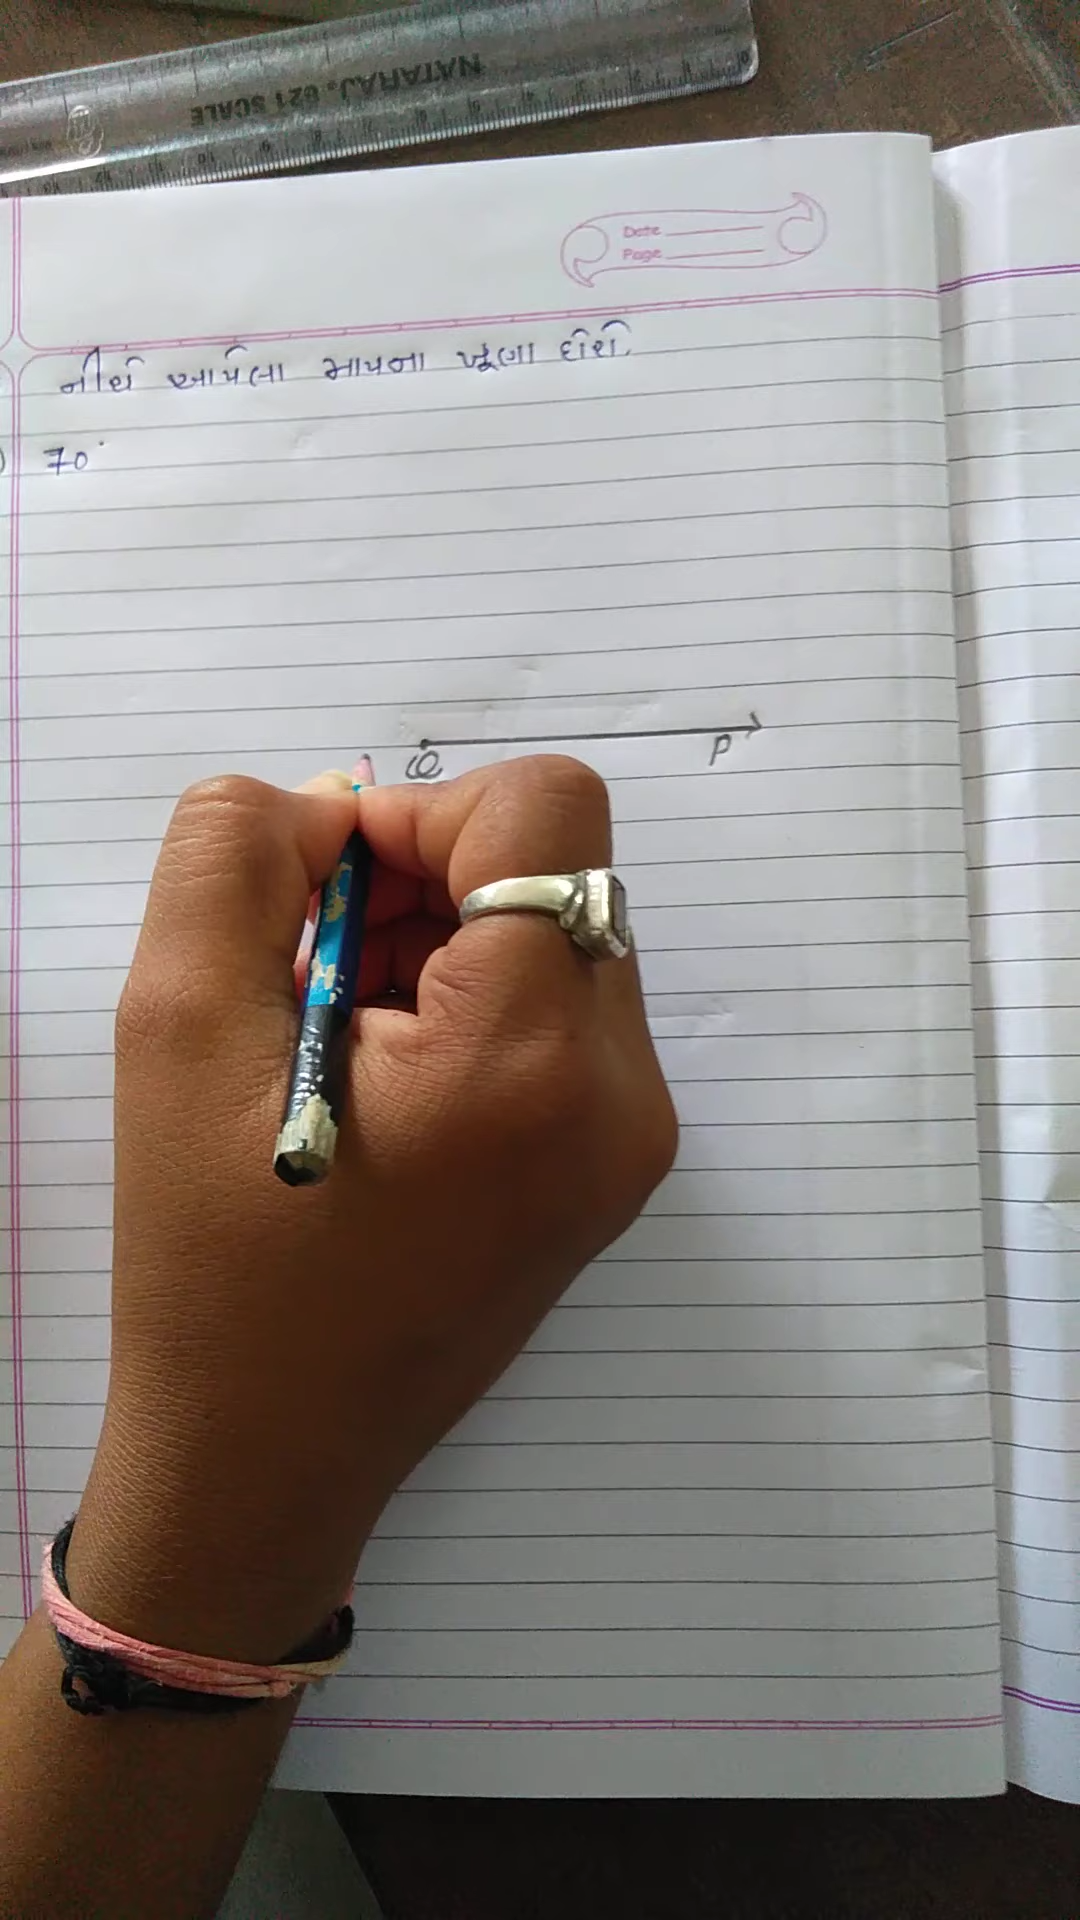 NATARAJ® 621 SCALE
Date
Page
નીચે આપેલા માપના ખૂણા દોરો.
70°
Q P